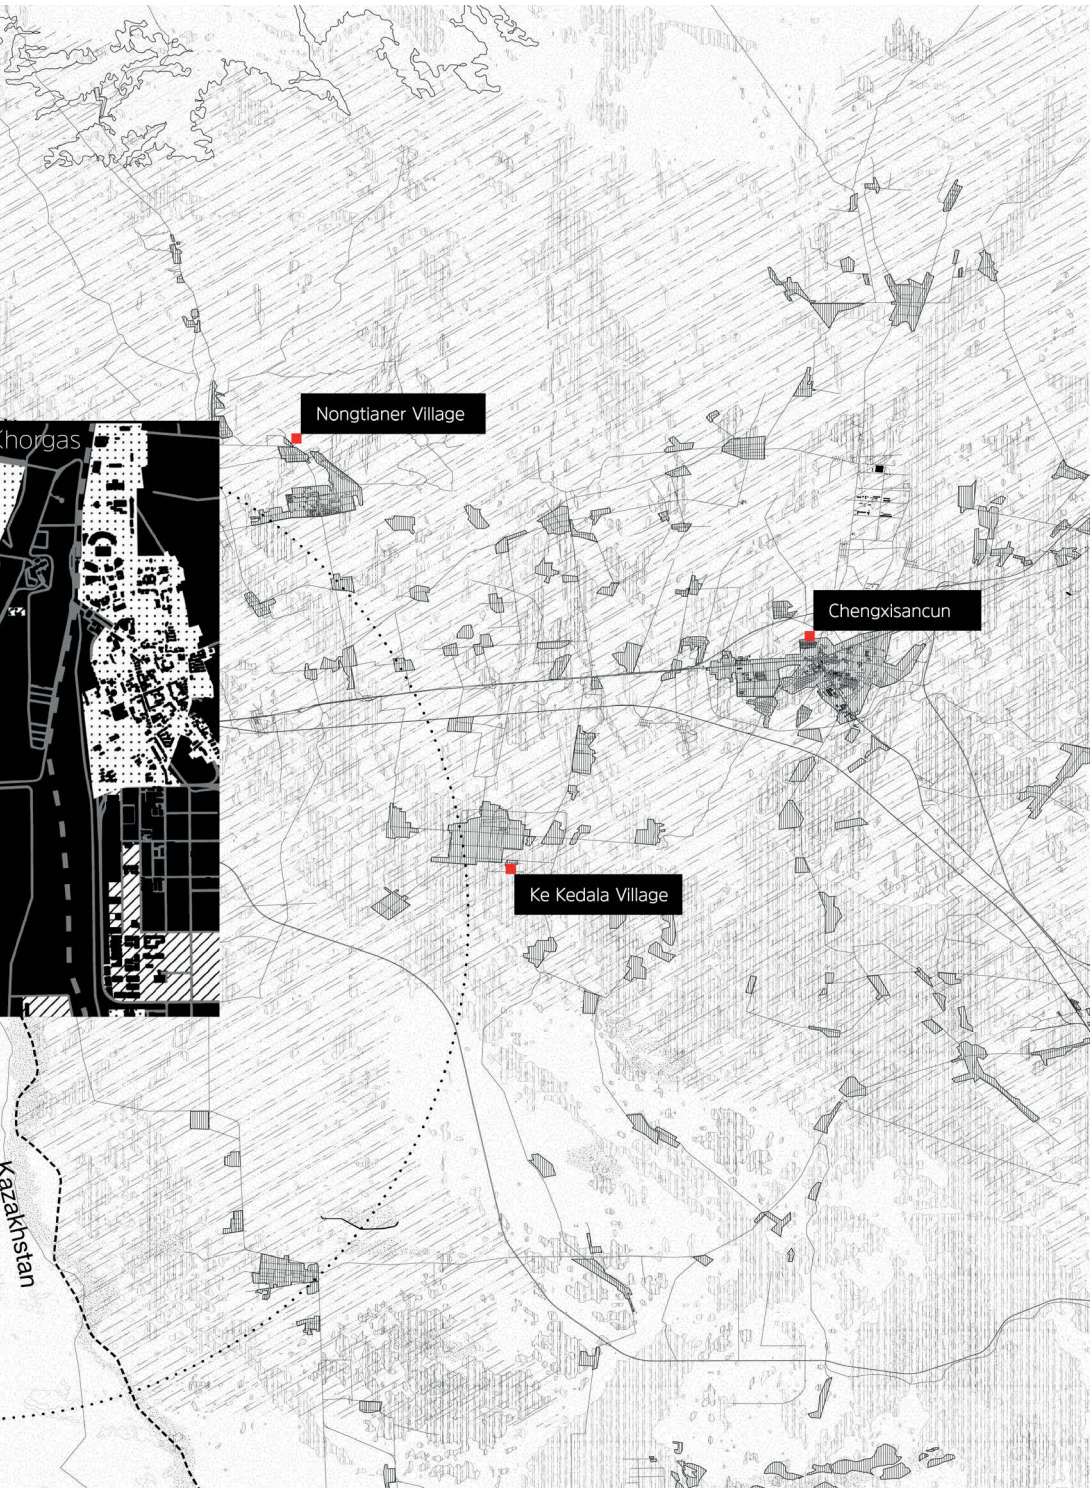 Nongtianer Village
Khorgas
Chengxisancun
Ke Kedala Village
Kazakhstan